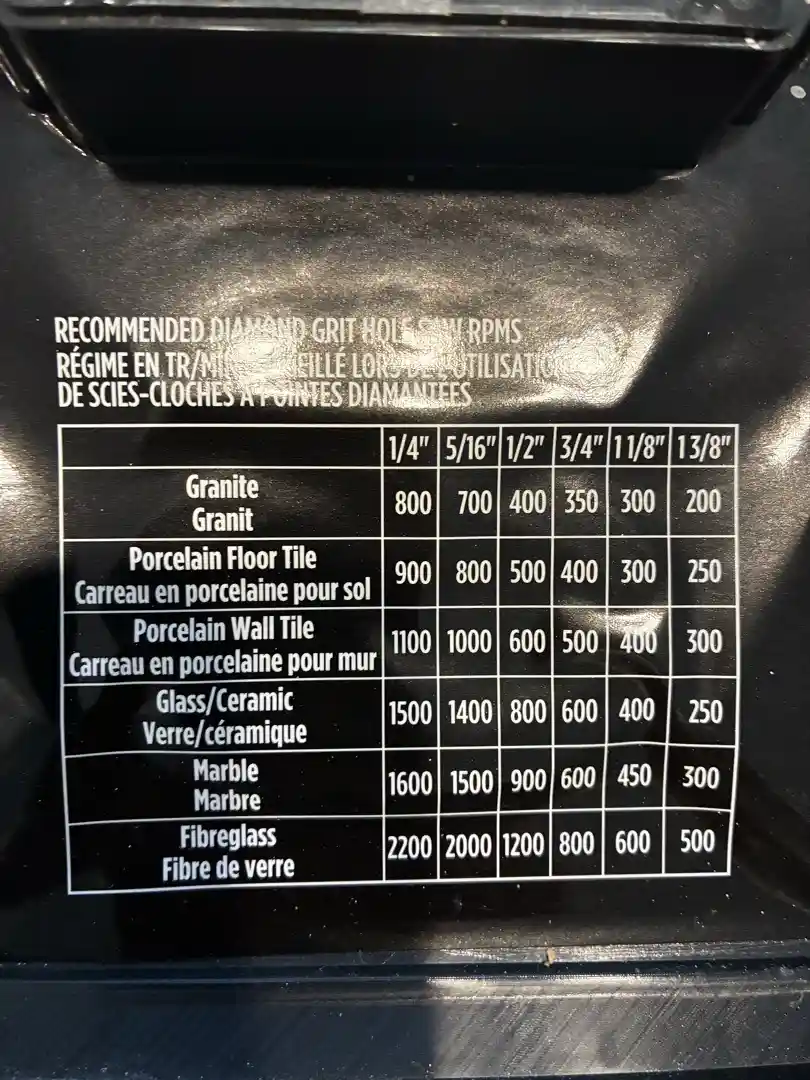 RECOMMENDED DIAMOND GRIT HOLE SAW RPMS
RÉGIME EN TR/MIN LORS DE L'UTILISATION
DE SCIES-CLOCHES À POINTES DIAMANTÉES
1/4" 5/16" 1/2" 3/4" 1 1/8" 1 3/8"
Granite
Granit
800 700 400 350 300 200
Porcelain Floor Tile
Carreau en porcelaine pour sol
900 800 500 400 300 250
Porcelain Wall Tile
Carreau en porcelaine pour mur
1100 1000 600 500 400 300
Glass/Ceramic
Verre/céramique
1500 1400 800 600 400 250
Marble
Marbre
1600 1500 900 600 450 300
Fibreglass
Fibre de verre
2200 2000 1200 800 600 500